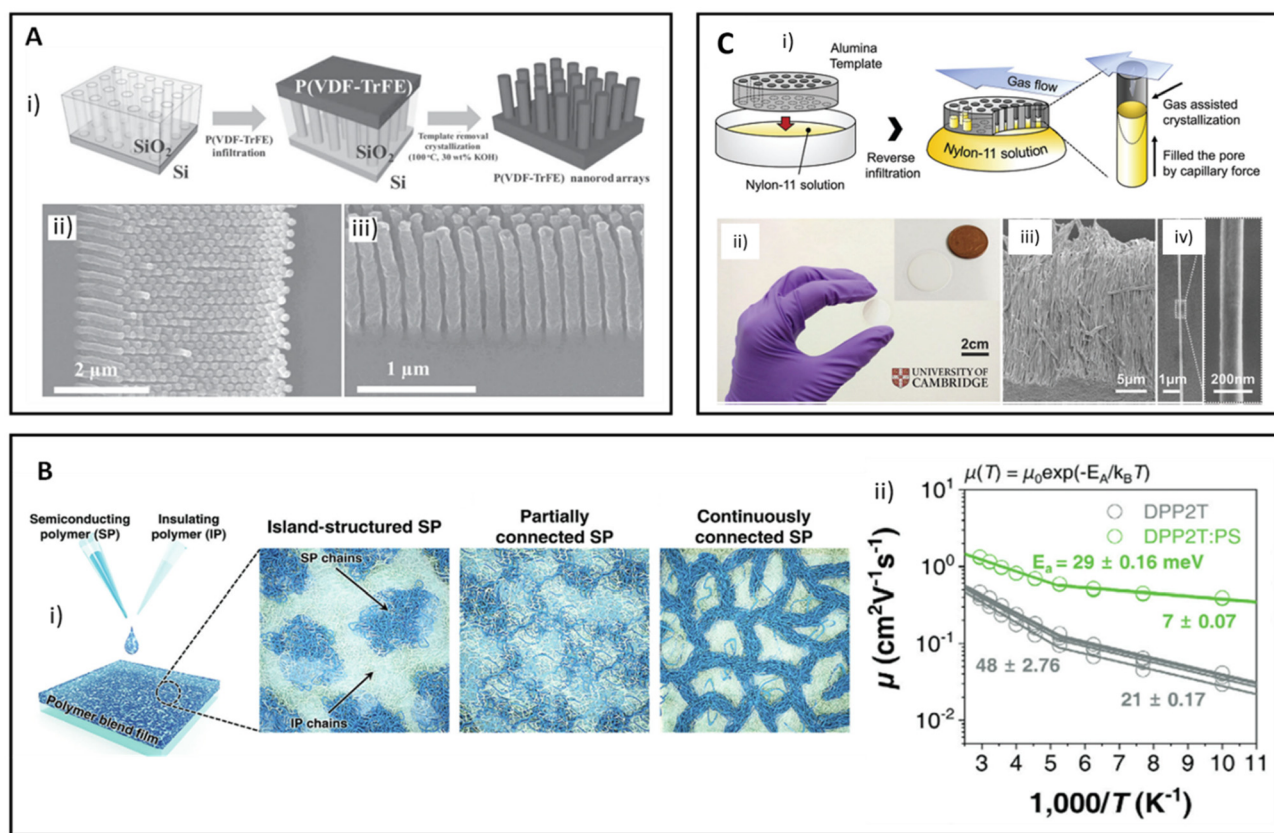 A
i)
SiO2
Si
P(VDF-TrFE)
infiltration
P(VDF-TrFE)
SiO2
Si
Template removal
crystallization
(100 °C, 30 wt% KOH)
P(VDF-TrFE) nanorod arrays
ii)
2 µm
iii)
1 µm
C
i)
Alumina
Template
Nylon-11 solution
Reverse
infiltration
Gas flow
Nylon-11 solution
Gas assisted
crystallization
Filled the pore
by capillary force
ii)
2cm
UNIVERSITY OF
CAMBRIDGE
iii)
5µm
iv)
1µm
200nm
B
i)
Semiconducting
polymer (SP)
Insulating
polymer (IP)
Polymer blend film
Island-structured SP
SP chains
IP chains
Partially
connected SP
Continuously
connected SP
ii)
µ(T) = µ0exp(-EA/kBT)
DPP2T
DPP2T:PS
Ea = 29 ± 0.16 meV
7 ± 0.07
48 ± 2.76
21 ± 0.17
µ (cm2V-1s-1)
10^1
10^0
10^-1
10^-2
3 4 5 6 7 8 9 10 11
1,000/T (K-1)